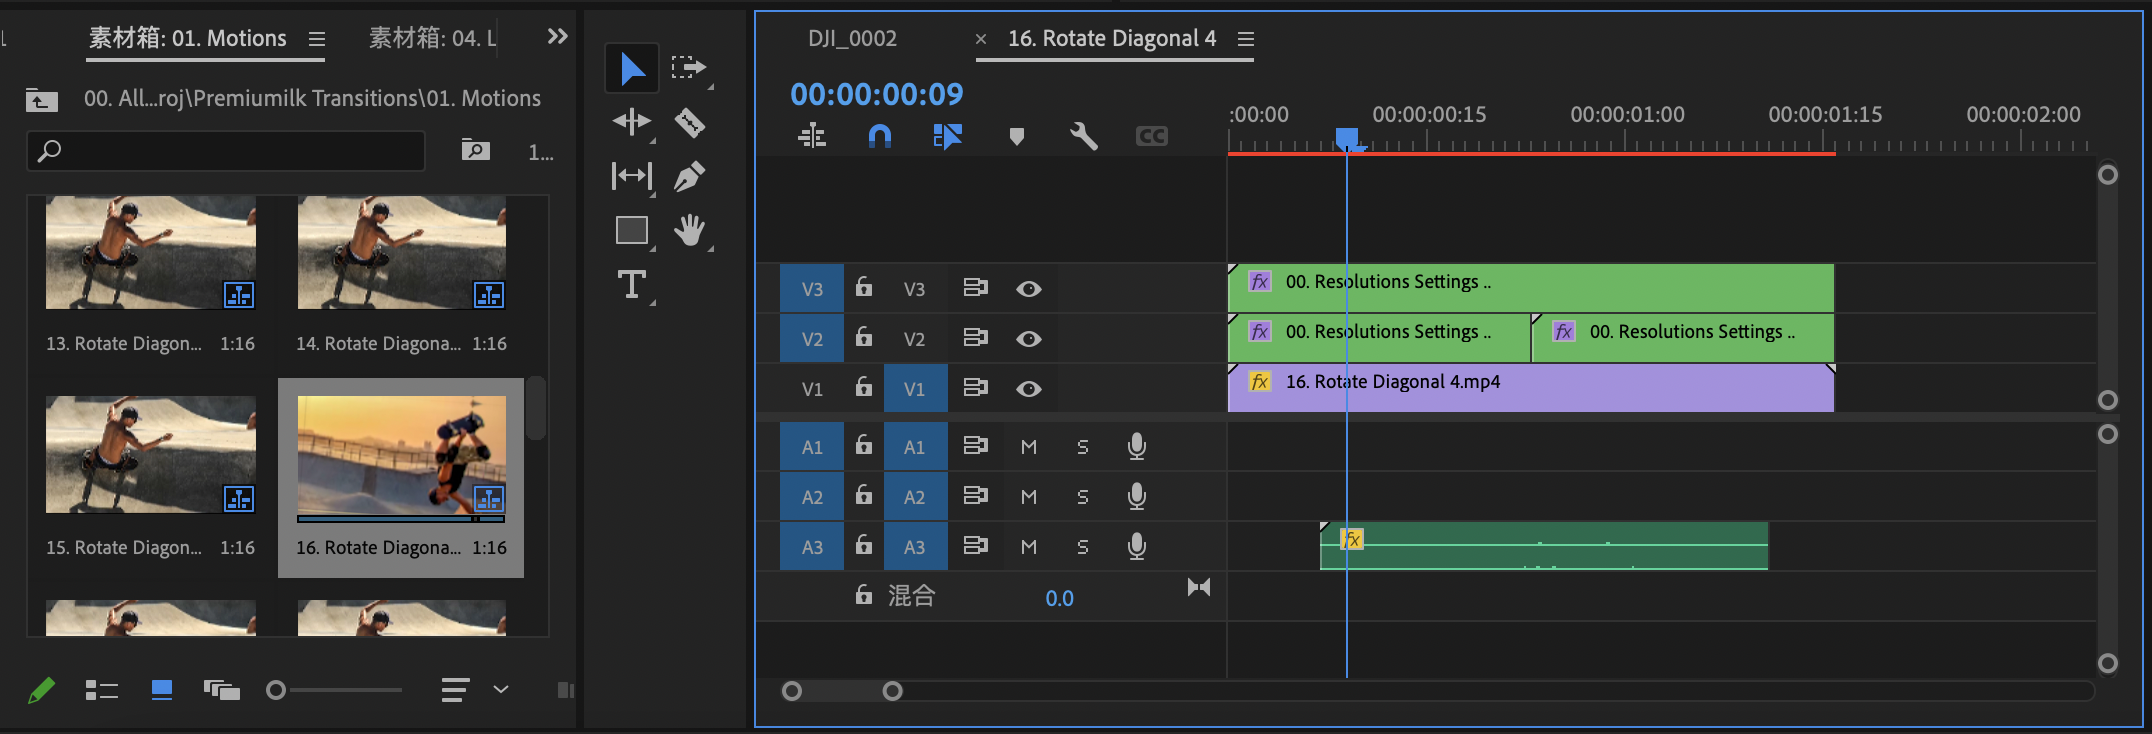 素材箱: 01. Motions
素材箱: 04. L
00. All...roj\Premiumilk Transitions\01. Motions
1...
13. Rotate Diagon... 1:16
14. Rotate Diagona... 1:16
15. Rotate Diagon... 1:16
16. Rotate Diagona... 1:16
T
DJI_0002
× 16. Rotate Diagonal 4
00:00:00:09
CC
:00:00 00:00:00:15 00:00:01:00 00:00:01:15 00:00:02:00
V3 V3 fx 00. Resolutions Settings ..
V2 V2 fx 00. Resolutions Settings .. fx 00. Resolutions Settings ..
V1 V1 fx 16. Rotate Diagonal 4.mp4
A1 A1 M S
A2 A2 M S
A3 A3 M S fx
混合 0.0